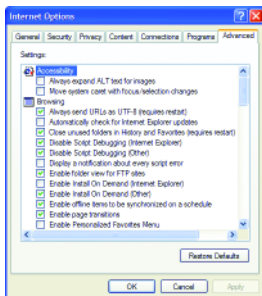 Internet Options
General Security Privacy Content Connections Programs Advanced
Settings:
Accessibility
Always expand ALT text for images
Move system caret with focus/selection changes
Browsing
Always send URLs as UTF-8 (requires restart)
Automatically check for Internet Explorer updates
Close unused folders in History and Favorites (requires restart)
Disable Script Debugging (Internet Explorer)
Disable Script Debugging (Other)
Display a notification about every script error
Enable folder view for FTP sites
Enable Install On Demand (Internet Explorer)
Enable Install On Demand (Other)
Enable offline items to be synchronized on a schedule
Enable page transitions
Enable Personalized Favorites Menu
Restore Defaults
OK Cancel Apply